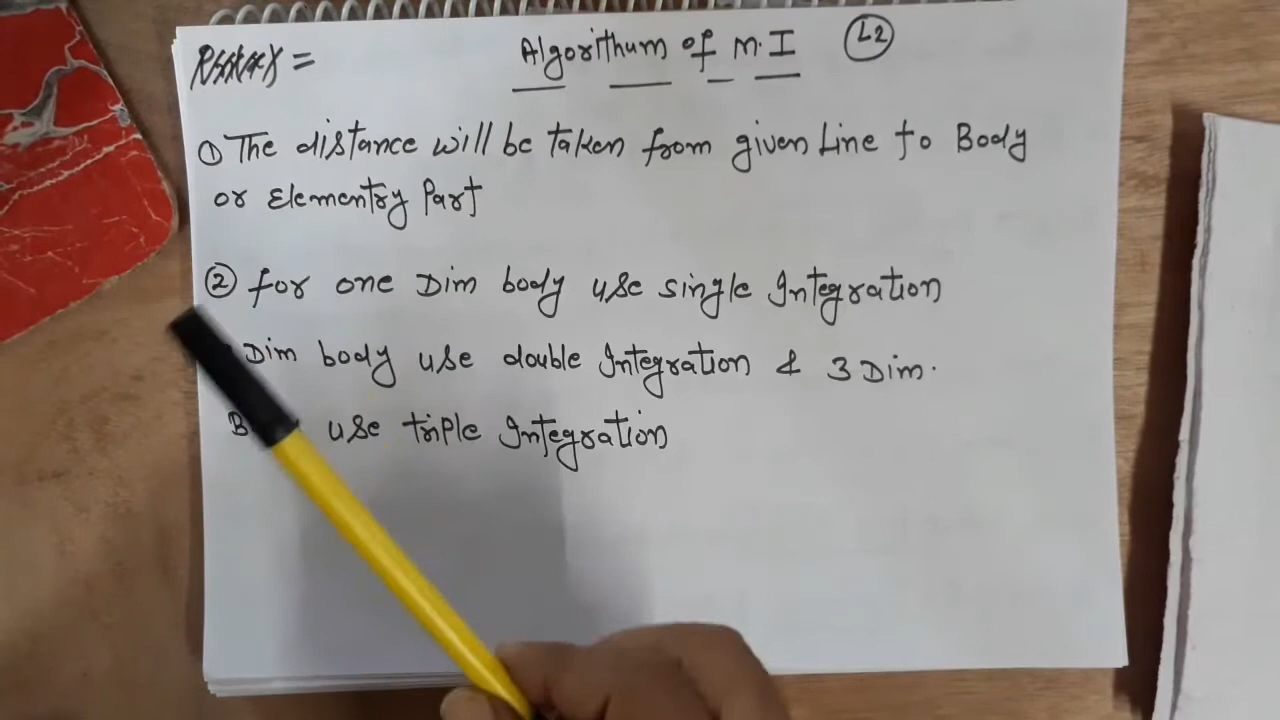 Algorithum of M.I L2
① The distance will be taken from given Line to Body
or Elementry Part
② for one Dim body use single Integration
Dim body use double Integration & 3 Dim.
use triple Integration